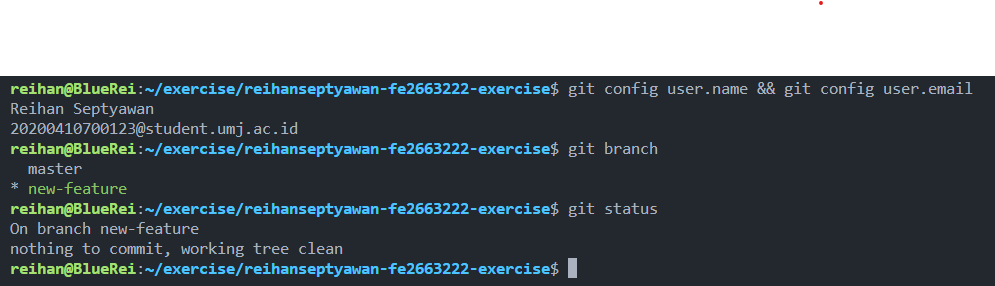 reihan@BlueRei:~/exercise/reihanseptyawan-fe2663222-exercise$ git config user.name && git config user.email
Reihan Septyawan
20200410700123@student.umj.ac.id
reihan@BlueRei:~/exercise/reihanseptyawan-fe2663222-exercise$ git branch
  master
* new-feature
reihan@BlueRei:~/exercise/reihanseptyawan-fe2663222-exercise$ git status
On branch new-feature
nothing to commit, working tree clean
reihan@BlueRei:~/exercise/reihanseptyawan-fe2663222-exercise$